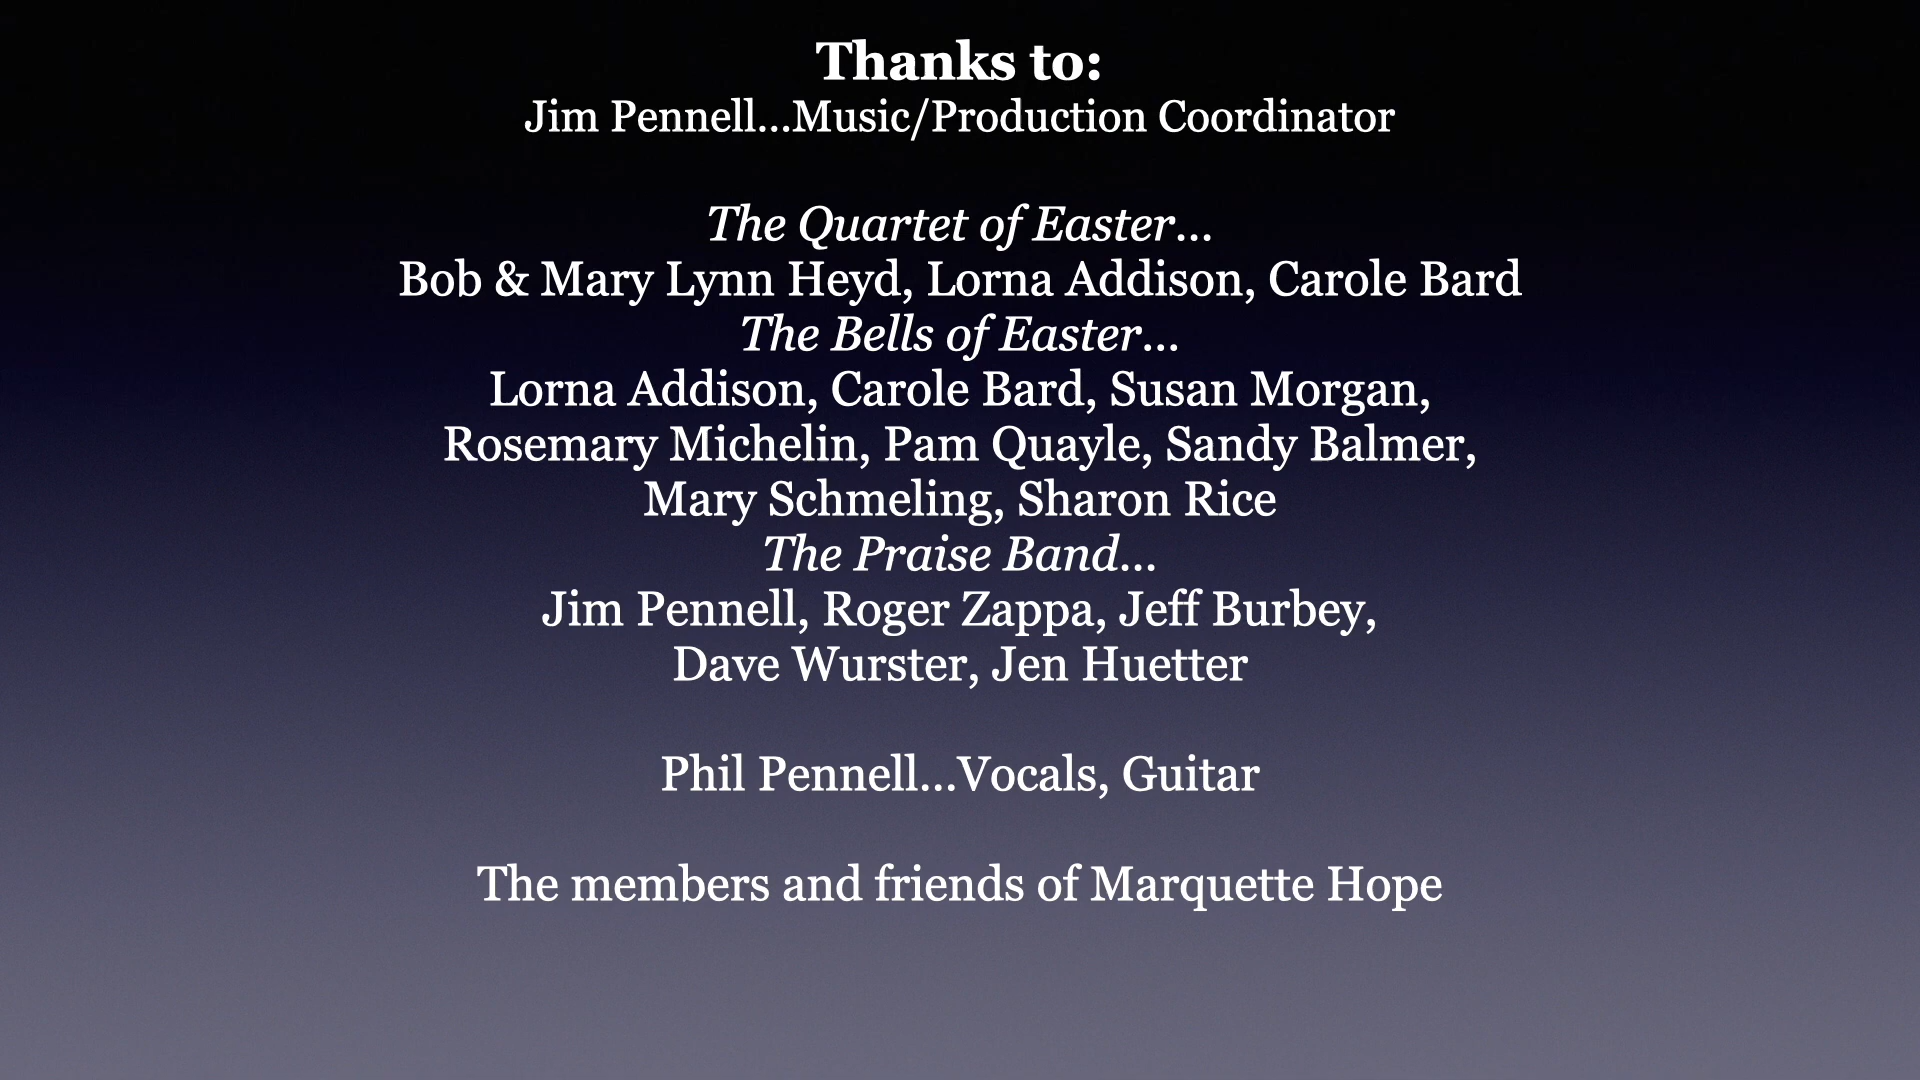 Thanks to:
Jim Pennell...Music/Production Coordinator
The Quartet of Easter...
Bob & Mary Lynn Heyd, Lorna Addison, Carole Bard
The Bells of Easter...
Lorna Addison, Carole Bard, Susan Morgan,
Rosemary Michelin, Pam Quayle, Sandy Balmer,
Mary Schmeling, Sharon Rice
The Praise Band...
Jim Pennell, Roger Zappa, Jeff Burbey,
Dave Wurster, Jen Huetter
Phil Pennell...Vocals, Guitar
The members and friends of Marquette Hope